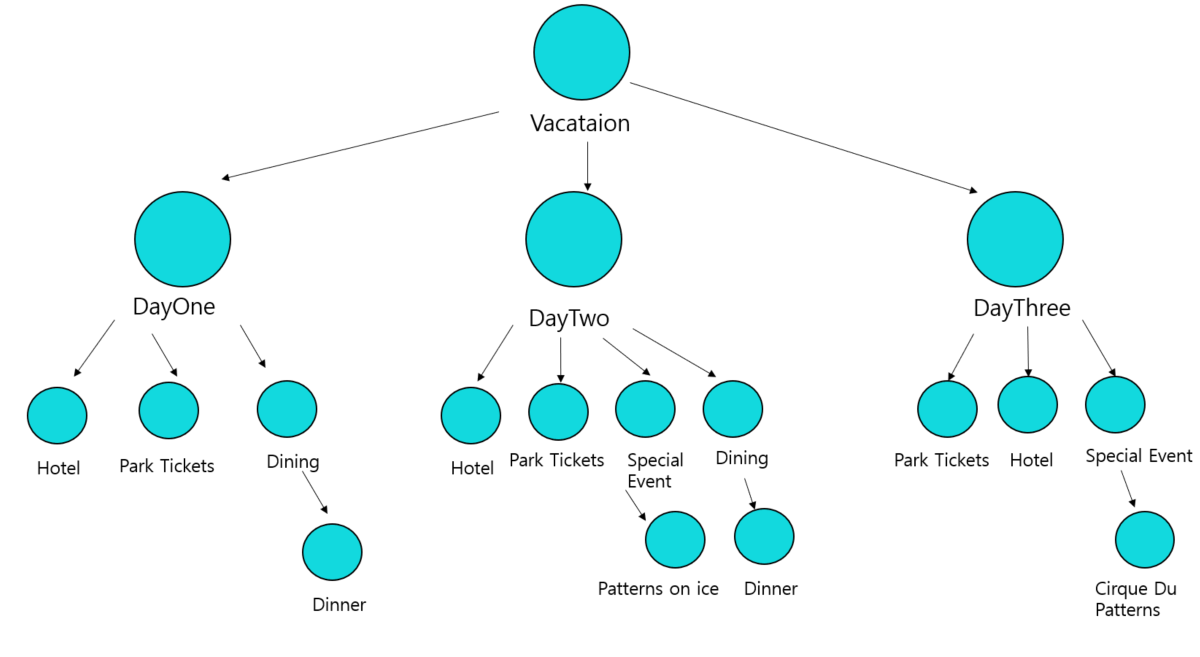 Vacataion
DayOne
DayTwo
DayThree
Hotel
Park Tickets
Dining
Hotel
Park Tickets
Special
Event
Dining
Park Tickets
Hotel
Special Event
Dinner
Patterns on ice
Dinner
Cirque Du
Patterns